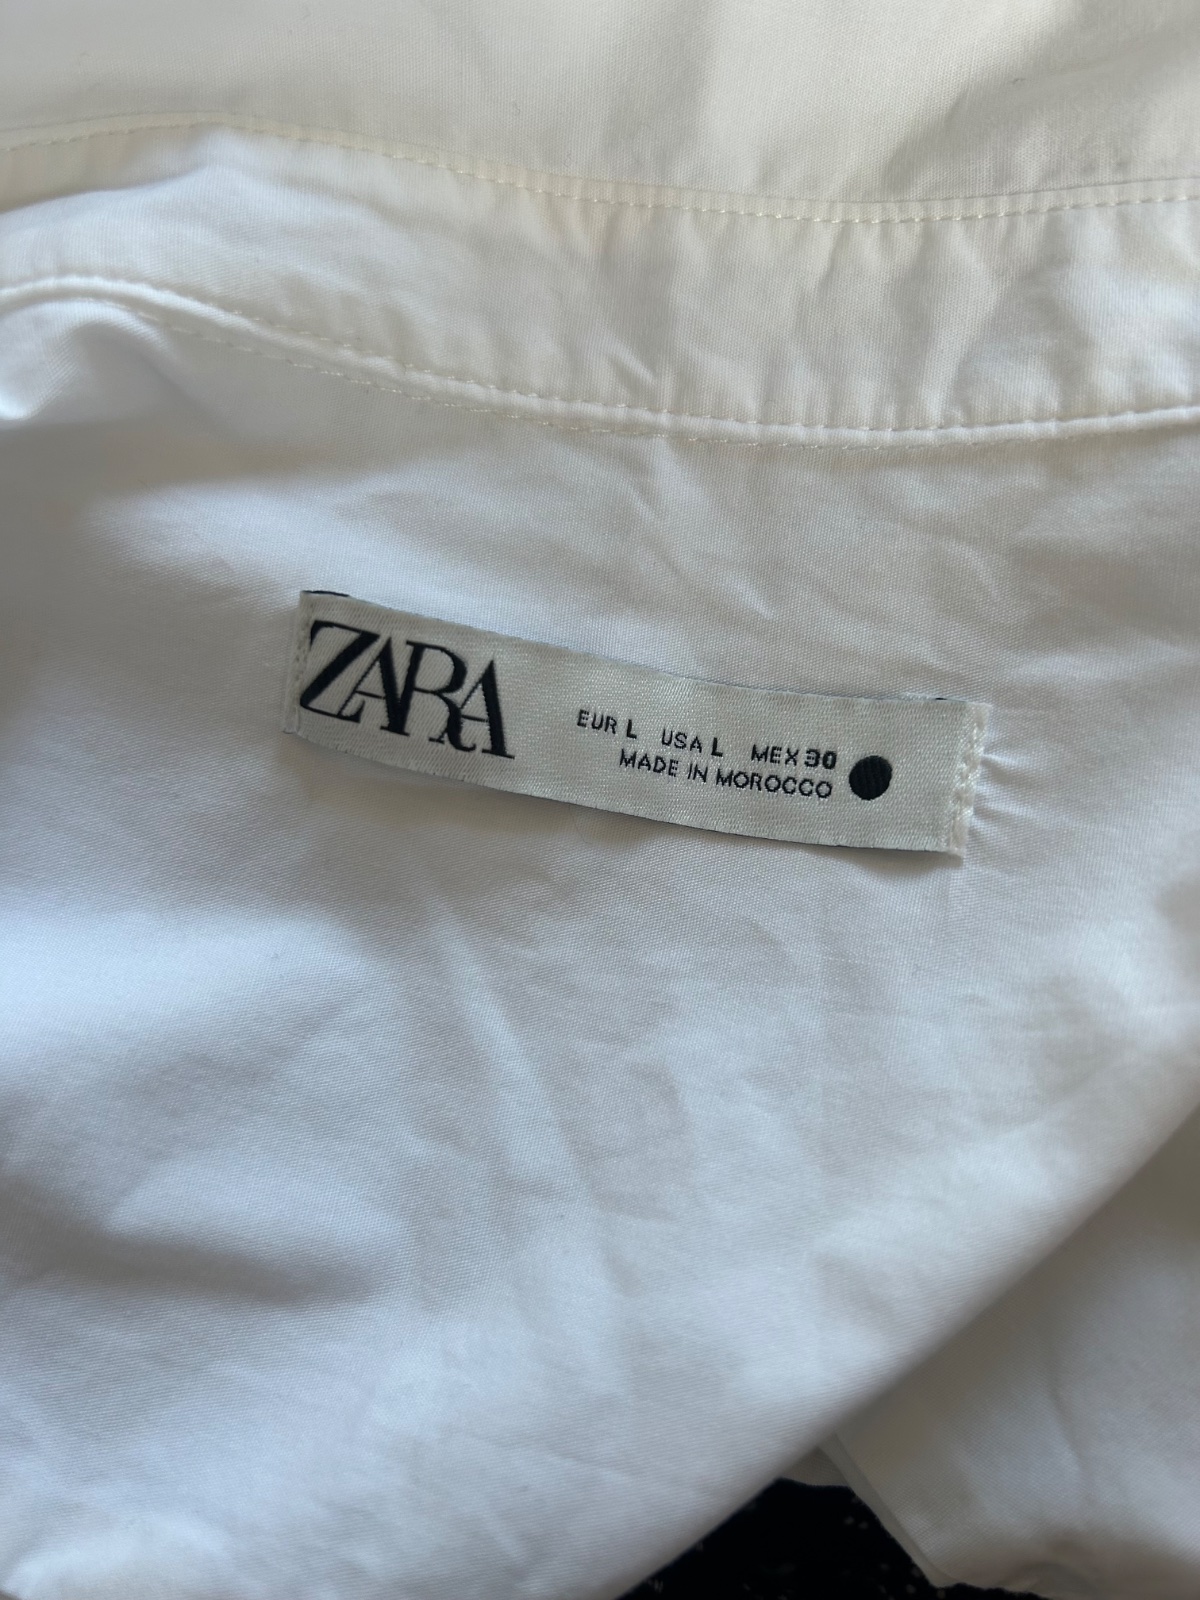 ZARA
EUR L USA L MEX 30
MADE IN MOROCCO